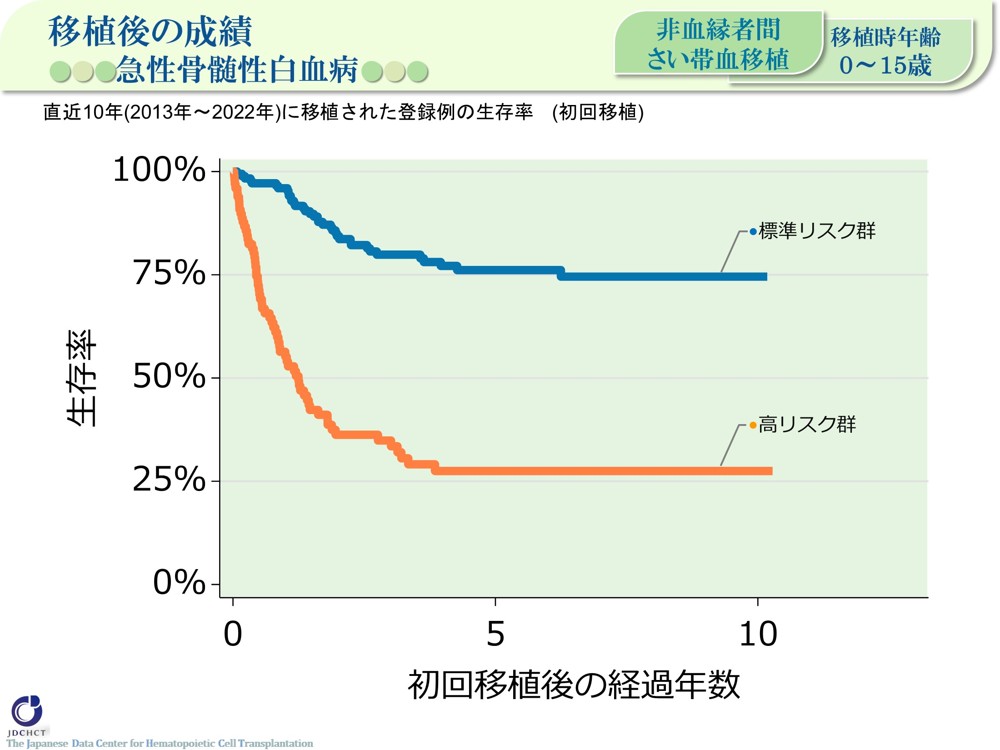 移植後の成績
急性骨髄性白血病
非血縁者間
さい帯血移植
移植時年齢
0～15歳
直近10年(2013年～2022年)に移植された登録例の生存率　(初回移植)
100%
75%
50%
25%
0%
生存率
標準リスク群
高リスク群
0
5
10
初回移植後の経過年数
JDCHCT
The Japanese Data Center for Hematopoietic Cell Transplantation